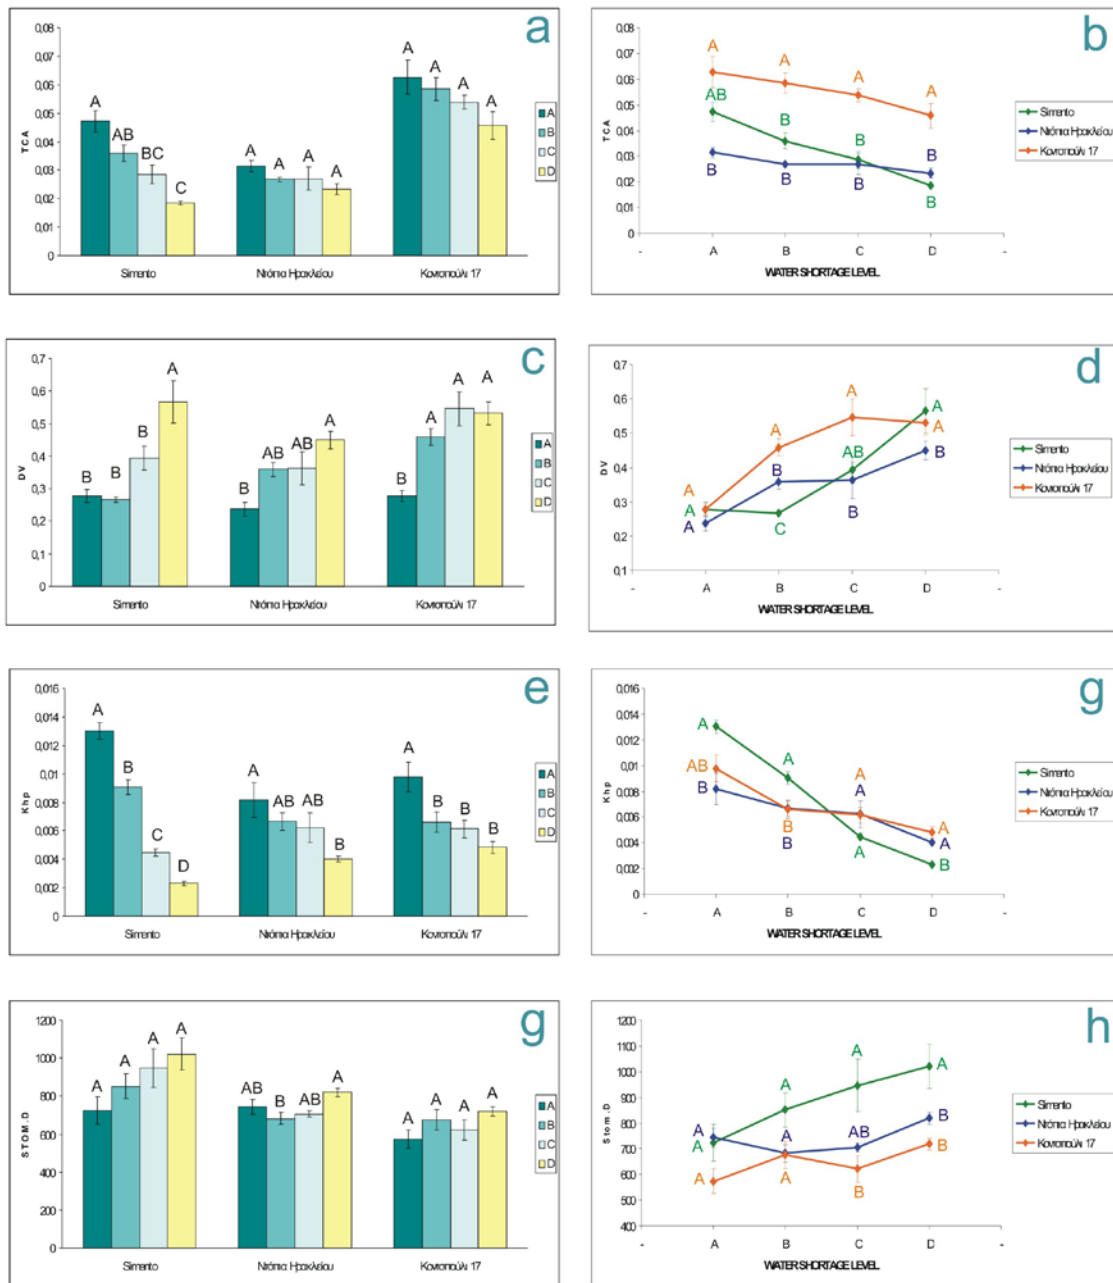 a
0,08
0,07
0,06
0,05
0,04
0,03
0,02
0,01
0
TCA
A
AB
BC
C
A
A
A
A
A
A
A
A
Simento
Ντόπια Ηρακλείου
Κοντοπούλι 17
A
B
C
D
b
0,08
0,07
0,06
0,05
0,04
0,03
0,02
0,01
0
TCA
A
A
A
A
AB
B
B
B
B
B
B
B
-
A
B
C
D
-
WATER SHORTAGE LEVEL
Simento
Ντόπια Ηρακλείου
Κοντοπούλι 17
c
0,7
0,6
0,5
0,4
0,3
0,2
0,1
0
DV
B
B
B
A
B
AB
AB
A
B
A
A
A
Simento
Ντόπια Ηρακλείου
Κοντοπούλι 17
A
B
C
D
d
0,7
0,6
0,5
0,4
0,3
0,2
0,1
DV
A
A
A
A
A
C
AB
A
A
B
B
B
-
A
B
C
D
-
WATER SHORTAGE LEVEL
Simento
Ντόπια Ηρακλείου
Κοντοπούλι 17
e
0,016
0,014
0,012
0,01
0,008
0,006
0,004
0,002
0
Khp
A
B
C
D
A
AB
AB
B
A
B
B
B
Simento
Ντόπια Ηρακλείου
Κοντοπούλι 17
A
B
C
D
g
0,016
0,014
0,012
0,01
0,008
0,006
0,004
0,002
0
Khp
A
A
A
B
AB
B
A
A
B
B
A
A
-
A
B
C
D
-
WATER SHORTAGE LEVEL
Simento
Ντόπια Ηρακλείου
Κοντοπούλι 17
g
1200
1000
800
600
400
200
0
STOM.D
A
A
A
A
AB
B
AB
A
A
A
A
A
Simento
Ντόπια Ηρακλείου
Κοντοπούλι 17
A
B
C
D
h
1200
1100
1000
900
800
700
600
500
400
Stom.D
A
A
A
A
A
A
AB
B
A
A
B
B
-
A
B
C
D
-
WATER SHORTAGE LEVEL
Simento
Ντόπια Ηρακλείου
Κοντοπούλι 17